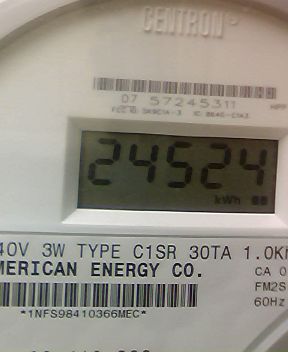 CENTRON
07 57245311
24524
kWh
40V 3W TYPE C1SR 30TA 1.0K
MERICAN ENERGY CO.
CA 0
FM2S
60Hz
*1NFS98410366MEC*